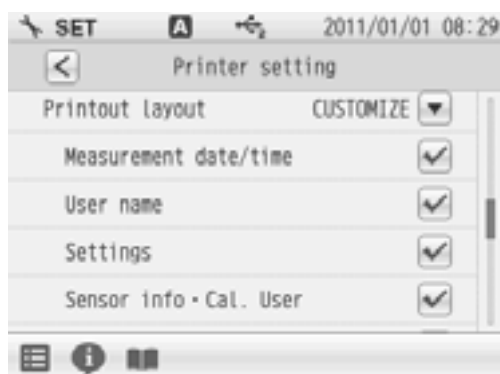 SET A 2011/01/01 08:29
Printer setting
Printout layout CUSTOMIZE
Measurement date/time
User name
Settings
Sensor info・Cal. User